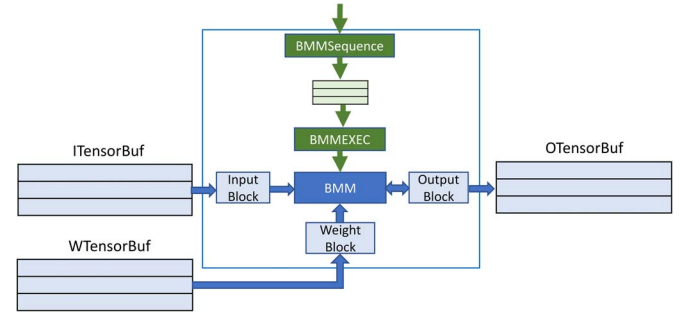 BMMSequence
BMMEXEC
ITensorBuf
OTensorBuf
Input
Block
BMM
Output
Block
WTensorBuf
Weight
Block